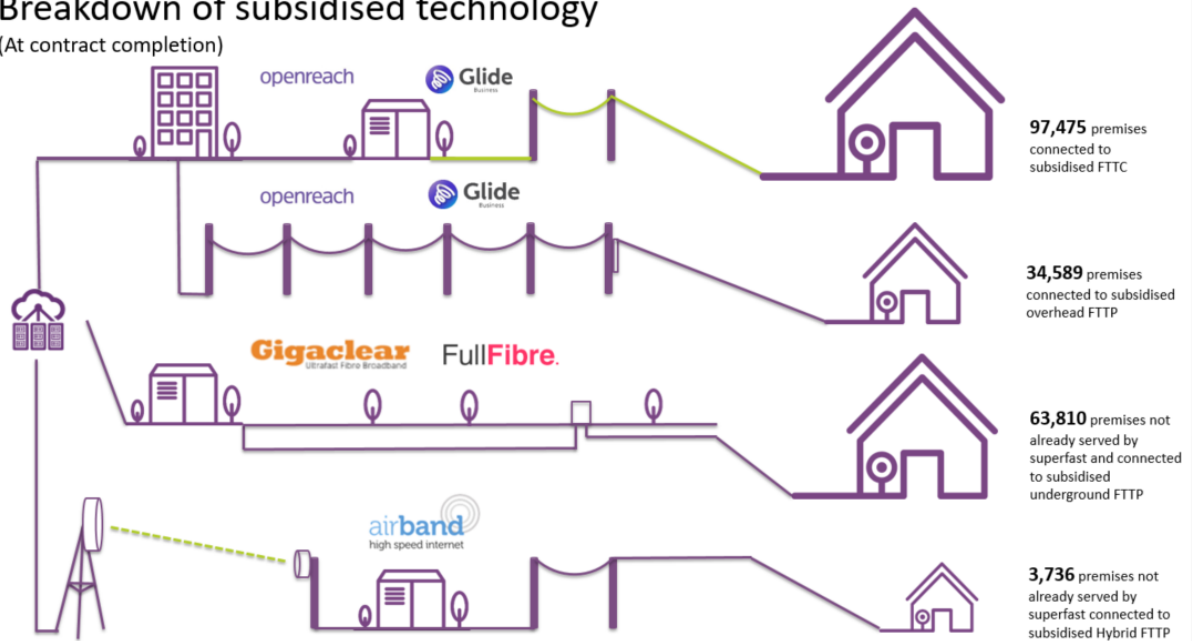 Breakdown of subsidised technology
(At contract completion)
openreach
Glide
Business
97,475 premises
connected to
subsidised FTTC
openreach
Glide
Business
34,589 premises
connected to subsidised
overhead FTTP
Gigaclear
Ultrafast Fibre Broadband
FullFibre.
63,810 premises not
already served by
superfast and connected
to subsidised
underground FTTP
airband
high speed internet
3,736 premises not
already served by
superfast connected to
subsidised Hybrid FTTP